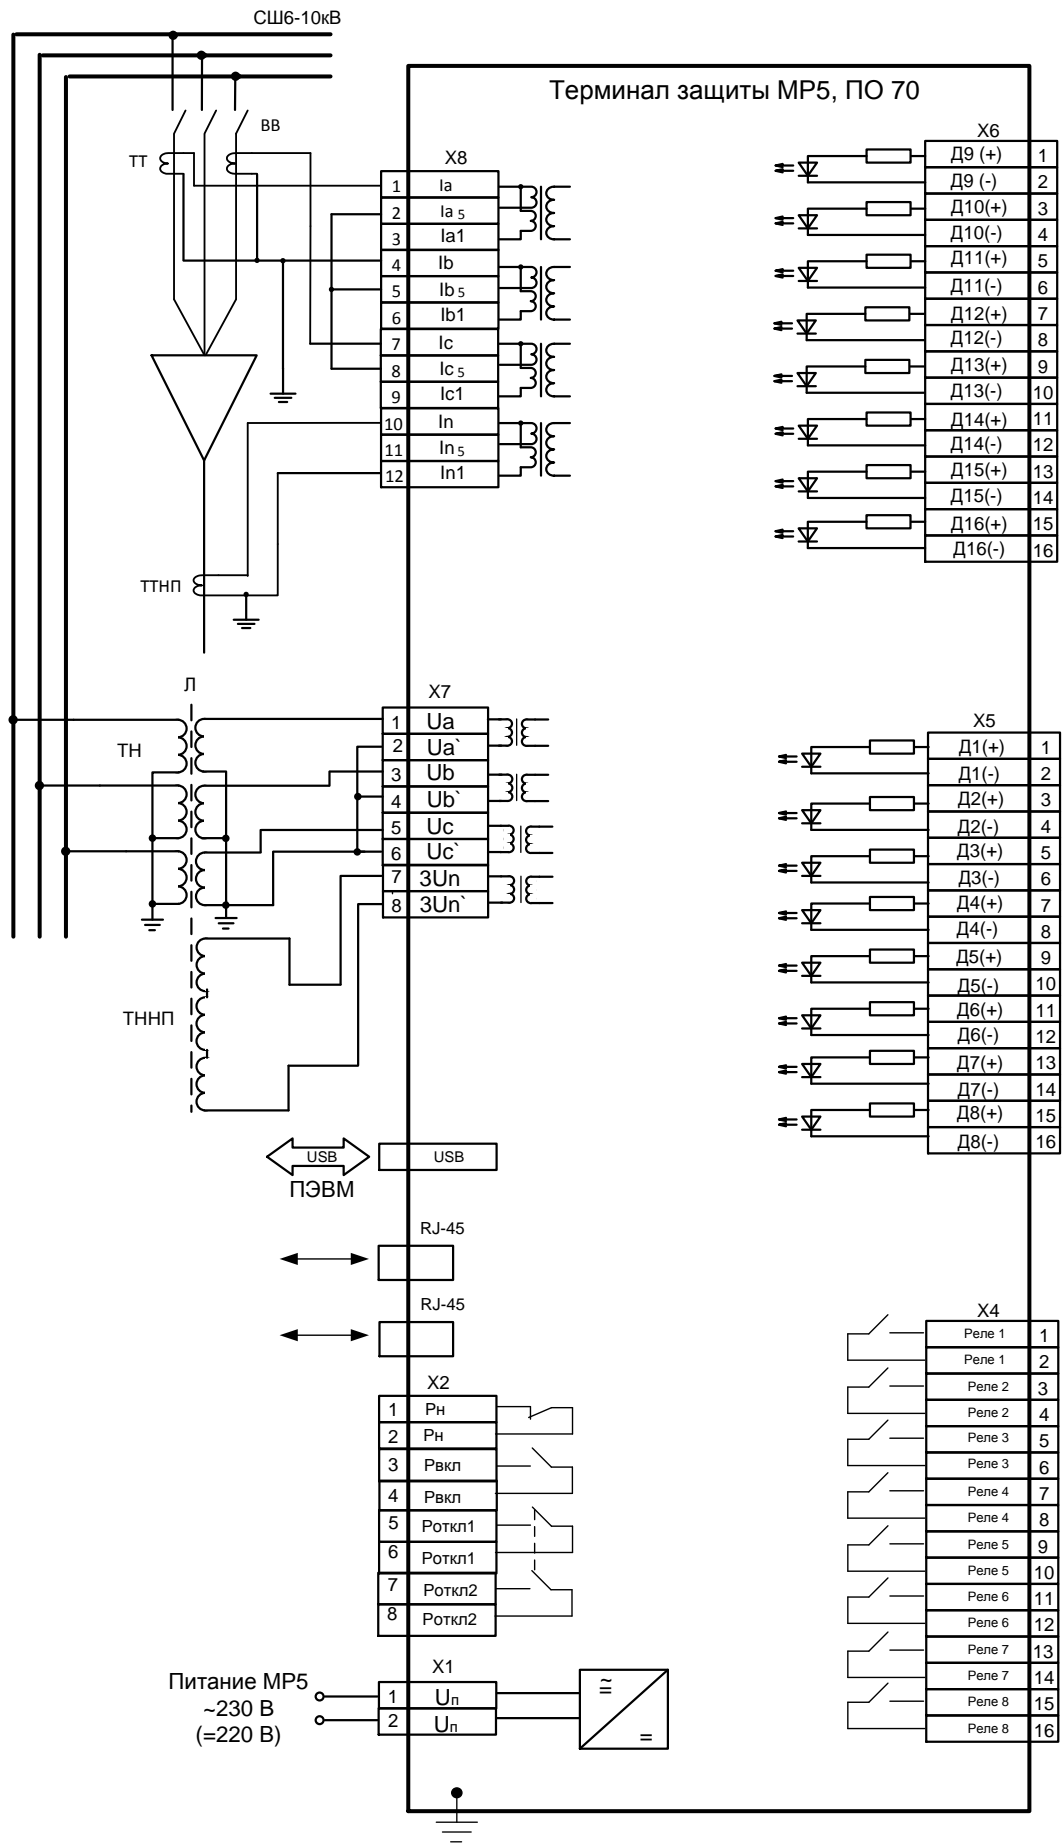 СШ6-10кВ
Терминал защиты МР5, ПО 70
ВВ
ТТ
X8
1 Ia
2 Ia 5
3 Ia1
4 Ib
5 Ib 5
6 Ib1
7 Ic
8 Ic 5
9 Ic1
10 In
11 In 5
12 In1
ТТНП
X6
Д9 (+) 1
Д9 (-) 2
Д10(+) 3
Д10(-) 4
Д11(+) 5
Д11(-) 6
Д12(+) 7
Д12(-) 8
Д13(+) 9
Д13(-) 10
Д14(+) 11
Д14(-) 12
Д15(+) 13
Д15(-) 14
Д16(+) 15
Д16(-) 16
Л
ТН
X7
1 Ua
2 Ua`
3 Ub
4 Ub`
5 Uc
6 Uc`
7 3Un
8 3Un`
ТННП
X5
Д1(+) 1
Д1(-) 2
Д2(+) 3
Д2(-) 4
Д3(+) 5
Д3(-) 6
Д4(+) 7
Д4(-) 8
Д5(+) 9
Д5(-) 10
Д6(+) 11
Д6(-) 12
Д7(+) 13
Д7(-) 14
Д8(+) 15
Д8(-) 16
USB USB
ПЭВМ
RJ-45
RJ-45
X2
1 Рн
2 Рн
3 Рвкл
4 Рвкл
5 Роткл1
6 Роткл1
7 Роткл2
8 Роткл2
X4
Реле 1 1
Реле 1 2
Реле 2 3
Реле 2 4
Реле 3 5
Реле 3 6
Реле 4 7
Реле 4 8
Реле 5 9
Реле 5 10
Реле 6 11
Реле 6 12
Реле 7 13
Реле 7 14
Реле 8 15
Реле 8 16
Питание МР5
~230 В
(=220 В)
X1
1 Uп
2 Uп
≅
=